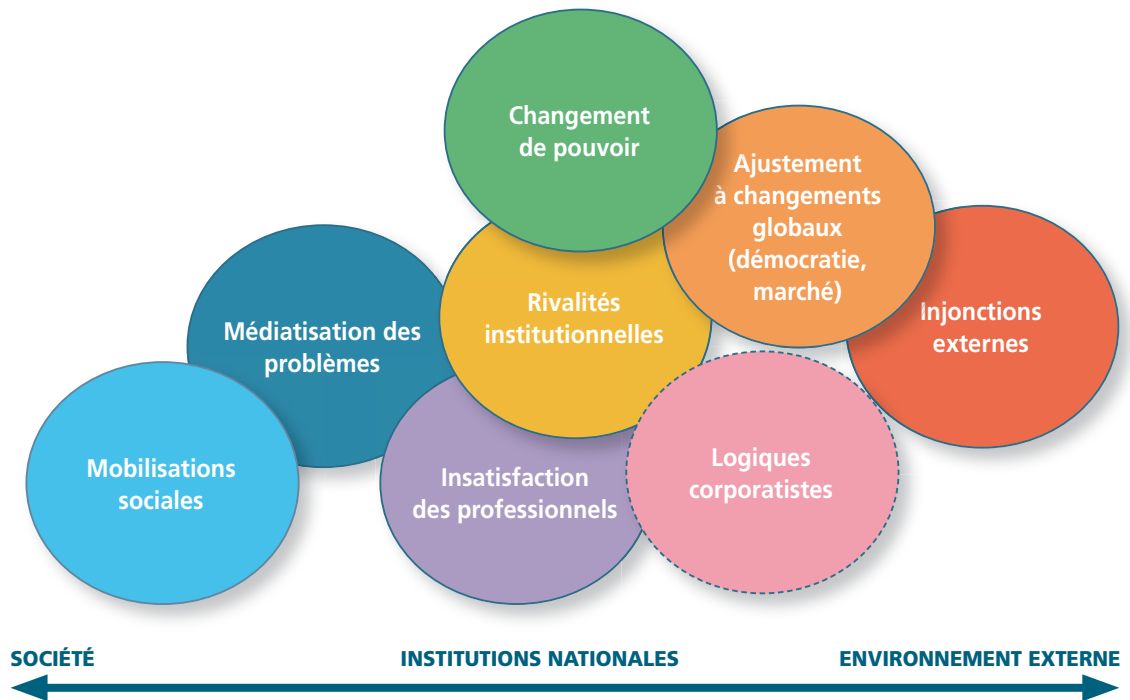 Changement
de pouvoir
Ajustement
à changements
globaux
(démocratie,
marché)
Rivalités
institutionnelles
Injonctions
externes
Médiatisation des
problèmes
Mobilisations
sociales
Insatisfaction
des professionnels
Logiques
corporatistes
SOCIÉTÉ
INSTITUTIONS NATIONALES
ENVIRONNEMENT EXTERNE